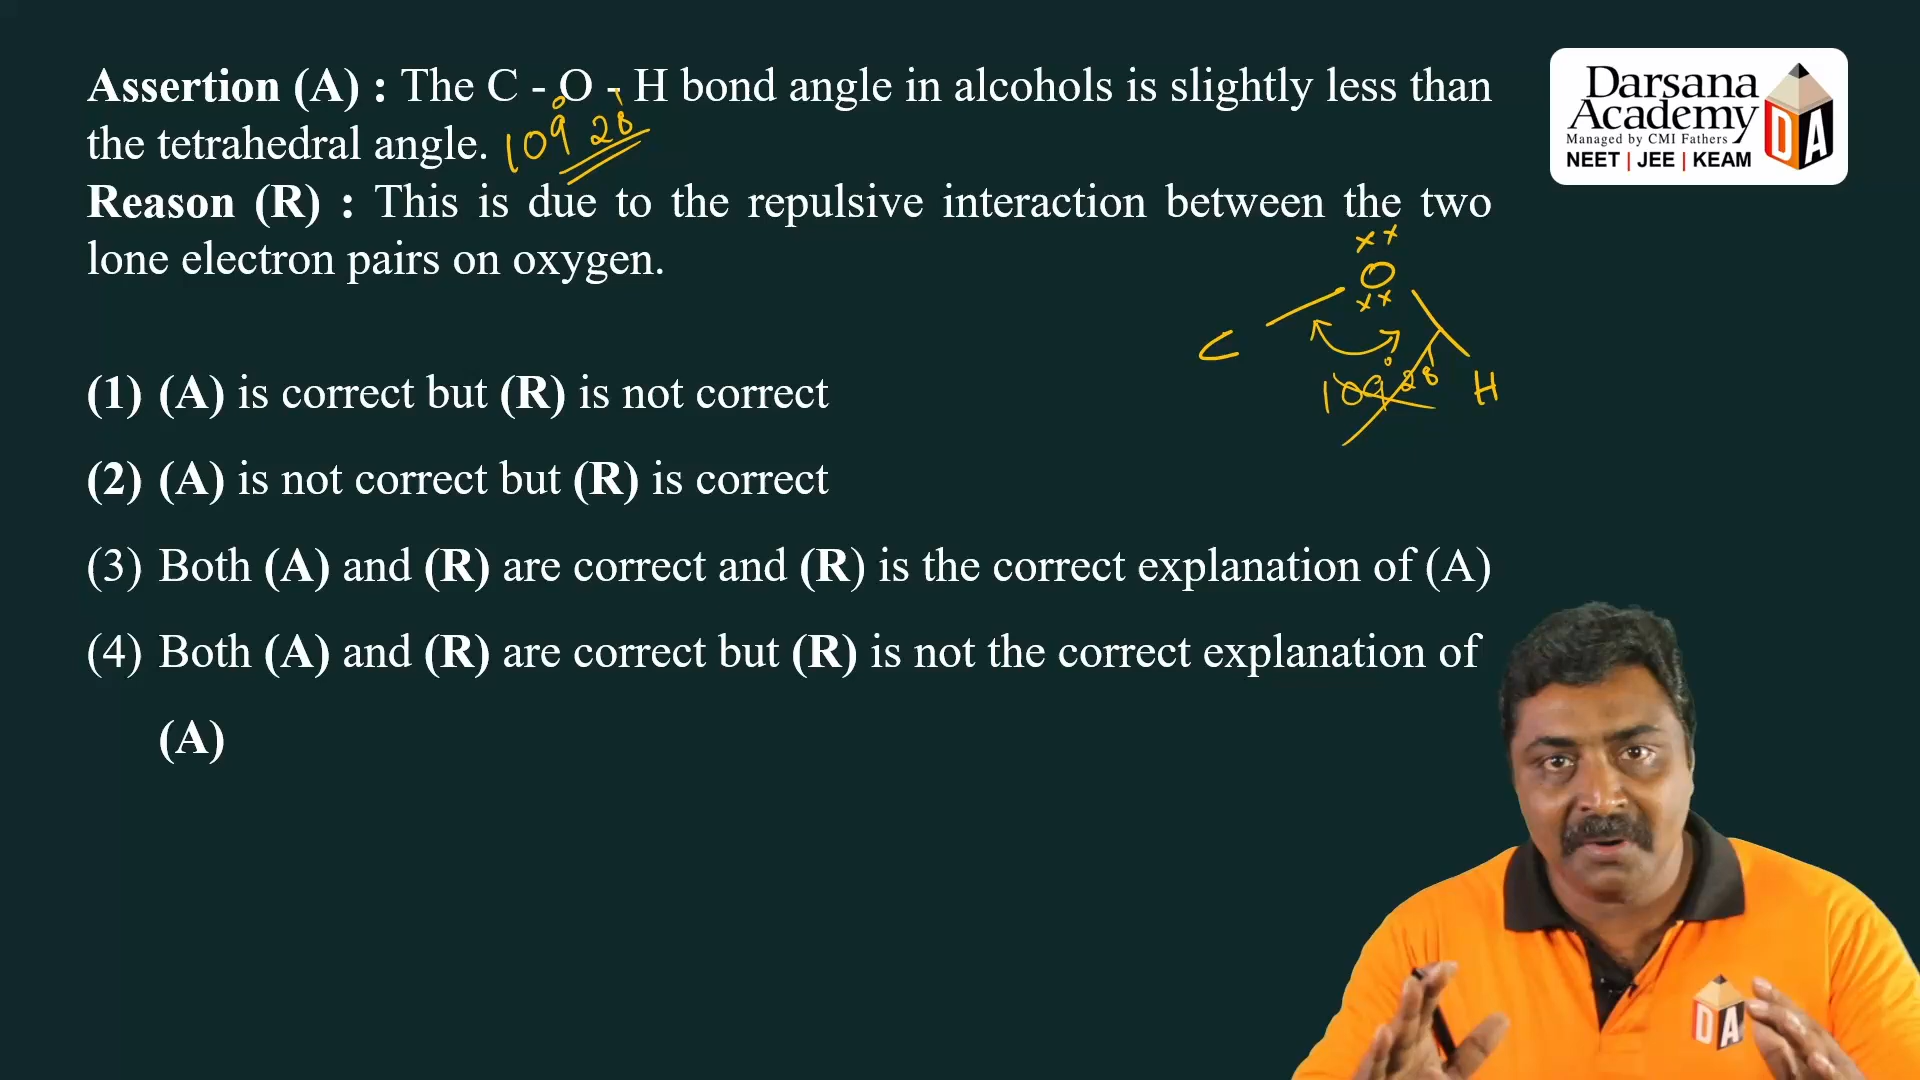 Assertion (A) : The C - O - H bond angle in alcohols is slightly less than
the tetrahedral angle. 109° 28'
Reason (R) : This is due to the repulsive interaction between the two
lone electron pairs on oxygen.
O
C
109° 28'
H
(1) (A) is correct but (R) is not correct
(2) (A) is not correct but (R) is correct
(3) Both (A) and (R) are correct and (R) is the correct explanation of (A)
(4) Both (A) and (R) are correct but (R) is not the correct explanation of
(A)
Darsana
Academy
Managed by CMI Fathers
NEET | JEE | KEAM
DA
DA